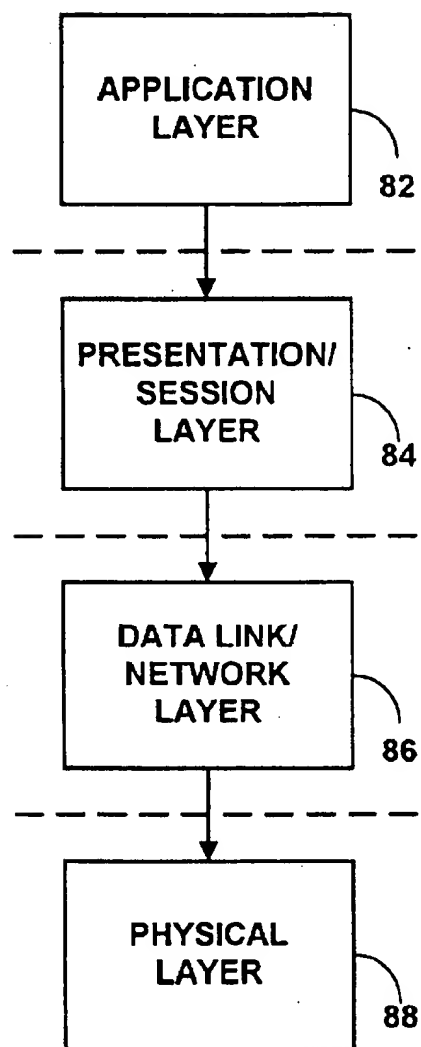 APPLICATION
LAYER
82
PRESENTATION/
SESSION
LAYER
84
DATA LINK/
NETWORK
LAYER
86
PHYSICAL
LAYER
88